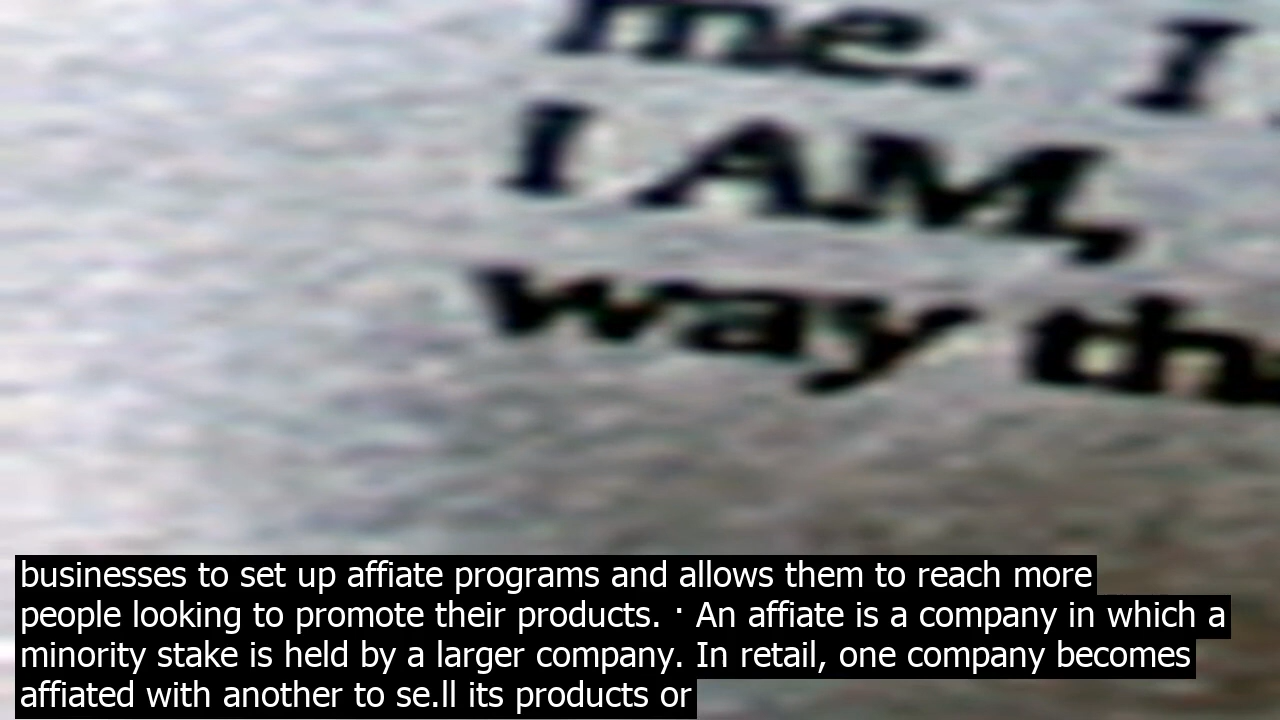 me. I
I AM,
way th
businesses to set up affiate programs and allows them to reach more
people looking to promote their products. · An affiate is a company in which a
minority stake is held by a larger company. In retail, one company becomes
affiated with another to se.ll its products or